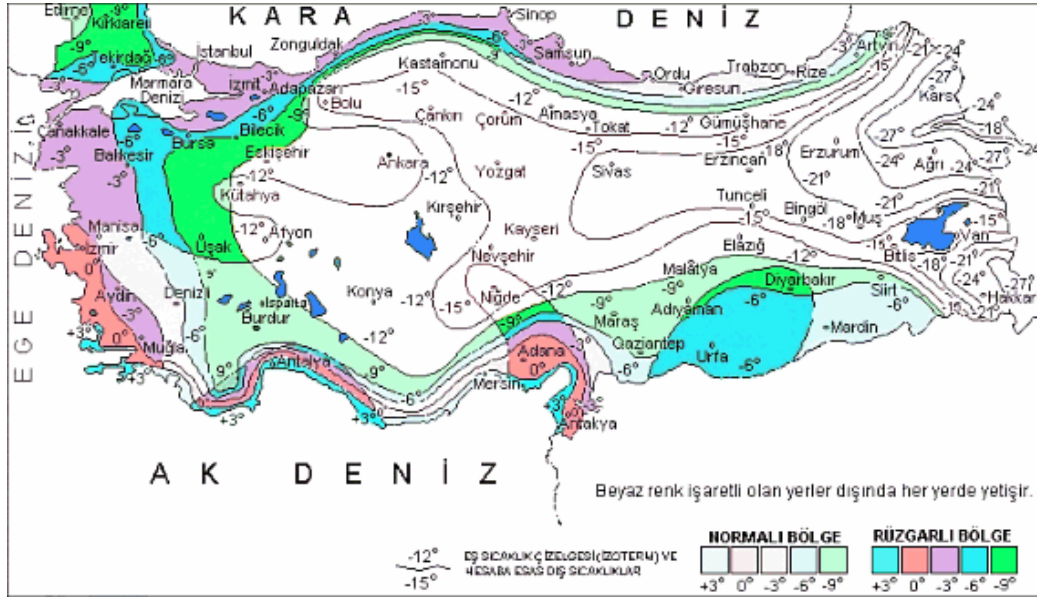 KARA DENİZ
EGE DENİZİ
AK DENİZ
Edirne
Kırklareli
Tekirdağ
İstanbul
Zonguldak
Sinop
Samsun
Ordu
Giresun
Trabzon
Rize
Artvin
Kars
Marmara
Denizi
İzmit
Adapazarı
Bolu
Kastamonu
Çankırı
Çorum
Amasya
Tokat
Gümüşhane
Çanakkale
Balıkesir
Bursa
Bilecik
Eskişehir
Ankara
Yozgat
Sivas
Erzincan
Erzurum
Ağrı
Kütahya
Kırşehir
Kayseri
Tunceli
Bingöl
Muş
Van
Bitlis
Manisa
İzmir
Uşak
Afyon
Nevşehir
Elazığ
Malatya
Diyarbakır
Siirt
Hakkar
Aydın
Denizli
Isparta
Burdur
Konya
Niğde
Maraş
Adıyaman
Mardin
Muğla
Antalya
Mersin
Adana
Gaziantep
Urfa
Antakya
Beyaz renk işaretli olan yerler dışında her yerde yetişir.
-12°
-15°
EŞ SICAKLIK ÇİZELGESİ (İZOTERM) VE
HESABA ESAS DIŞ SICAKLIKLAR
NORMALI BÖLGE
+3° 0° -3° -6° -9°
RÜZGARLI BÖLGE
+3° 0° -3° -6° -9°